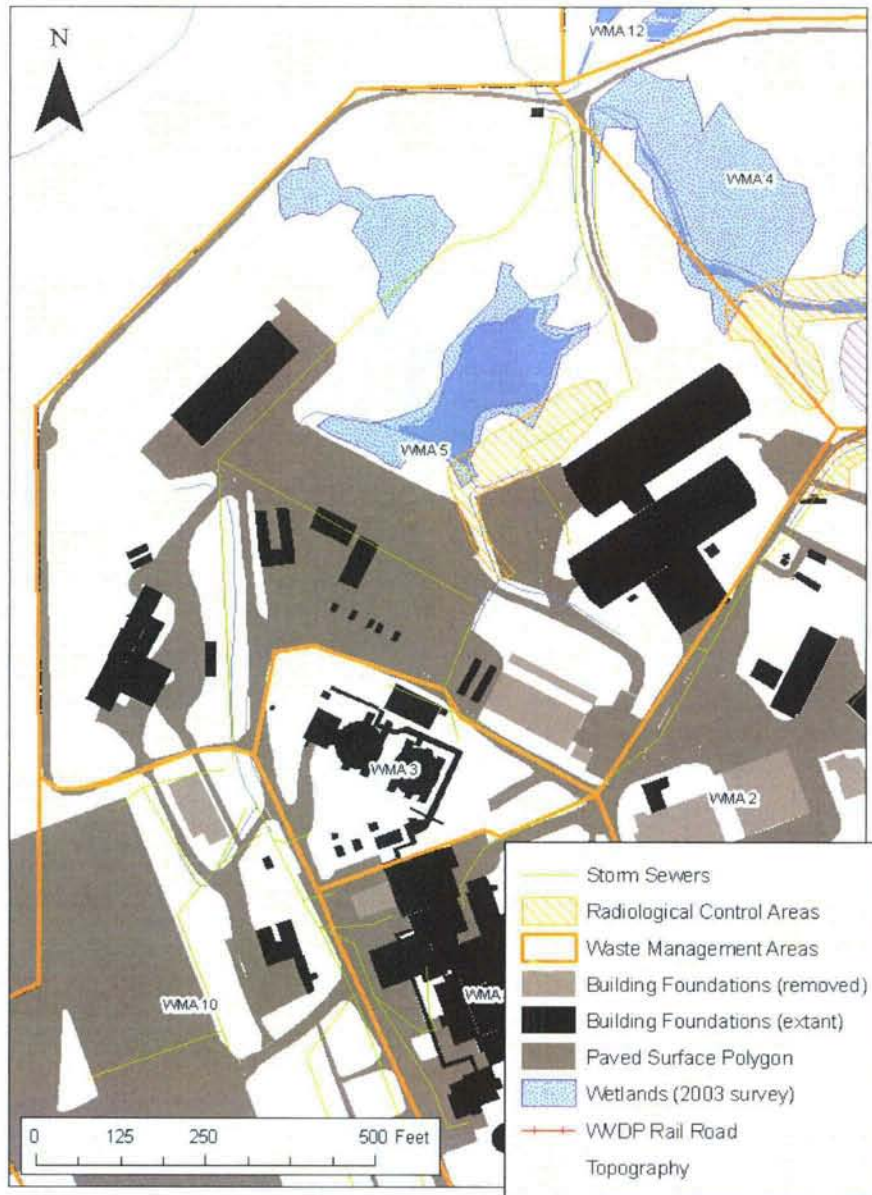 N
WMA 12
WMA 4
WMA 5
WMA 3
WMA 2
WMA 10
WMA
0 125 250 500 Feet
Storm Sewers
Radiological Control Areas
Waste Management Areas
Building Foundations (removed)
Building Foundations (extant)
Paved Surface Polygon
Wetlands (2003 survey)
WVDP Rail Road
Topography